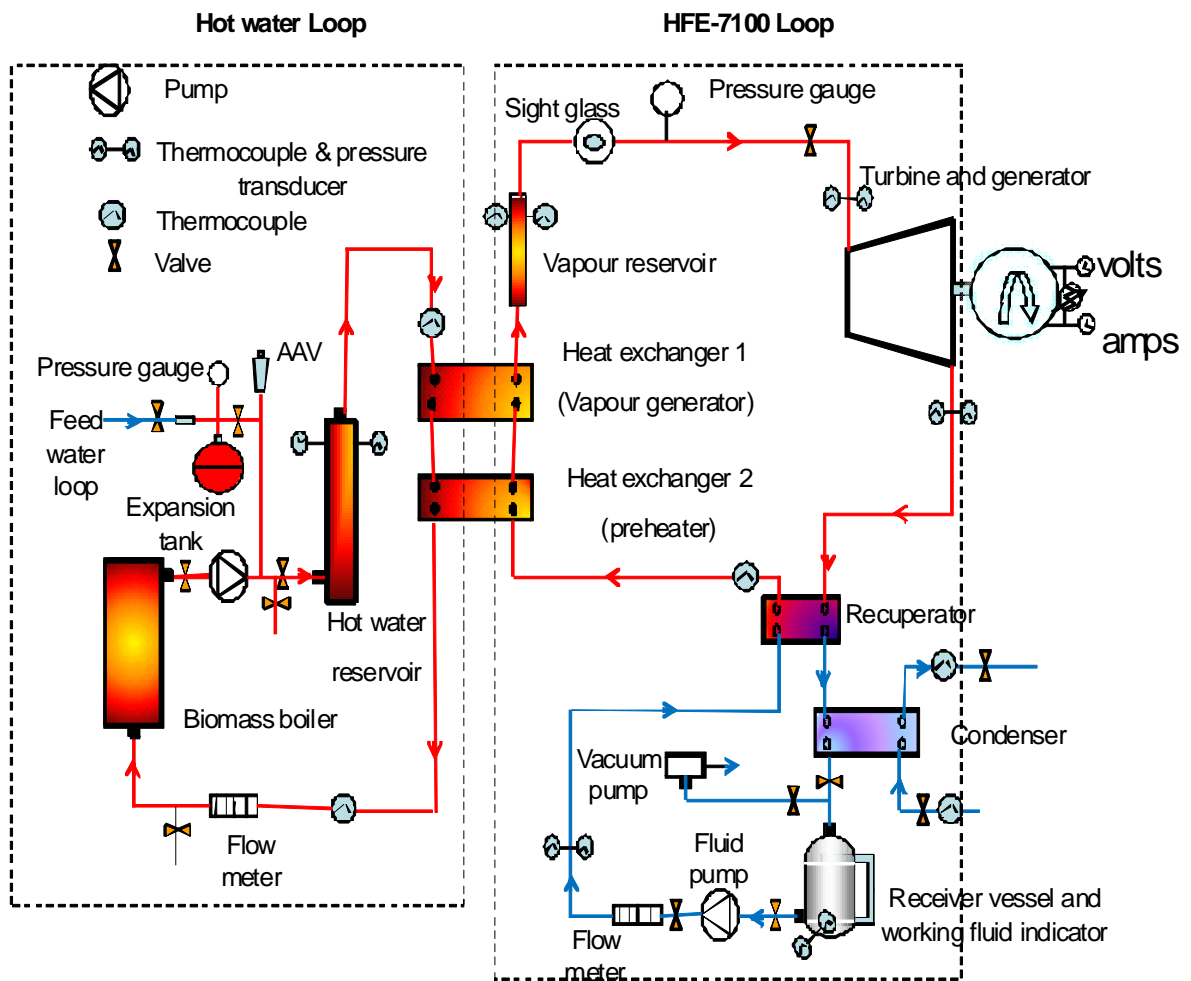 Hot water Loop
HFE-7100 Loop
Pump
Thermocouple & pressure
transducer
Thermocouple
Valve
Pressure gauge
AAV
Feed
water
loop
Expansion
tank
Hot water
reservoir
Biomass boiler
Flow
meter
Sight glass
Pressure gauge
Turbine and generator
Vapour reservoir
volts
amps
Heat exchanger 1
(Vapour generator)
Heat exchanger 2
(preheater)
Recuperator
Condenser
Vacuum
pump
Fluid
pump
Flow
meter
Receiver vessel and
working fluid indicator